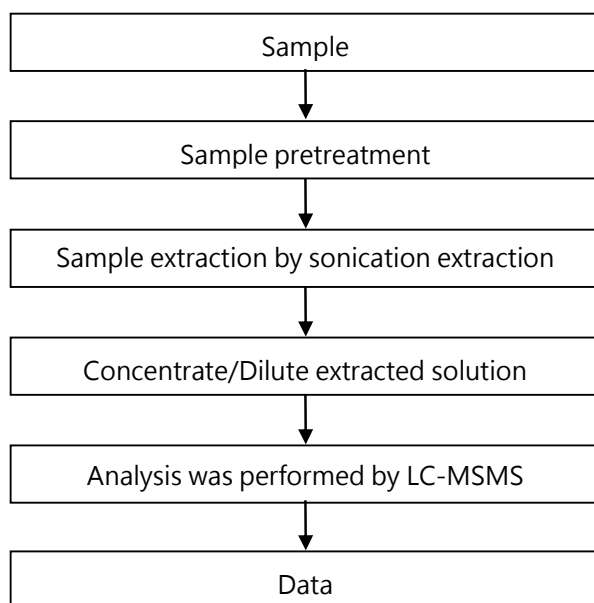 Sample
Sample pretreatment
Sample extraction by sonication extraction
Concentrate/Dilute extracted solution
Analysis was performed by LC-MSMS
Data